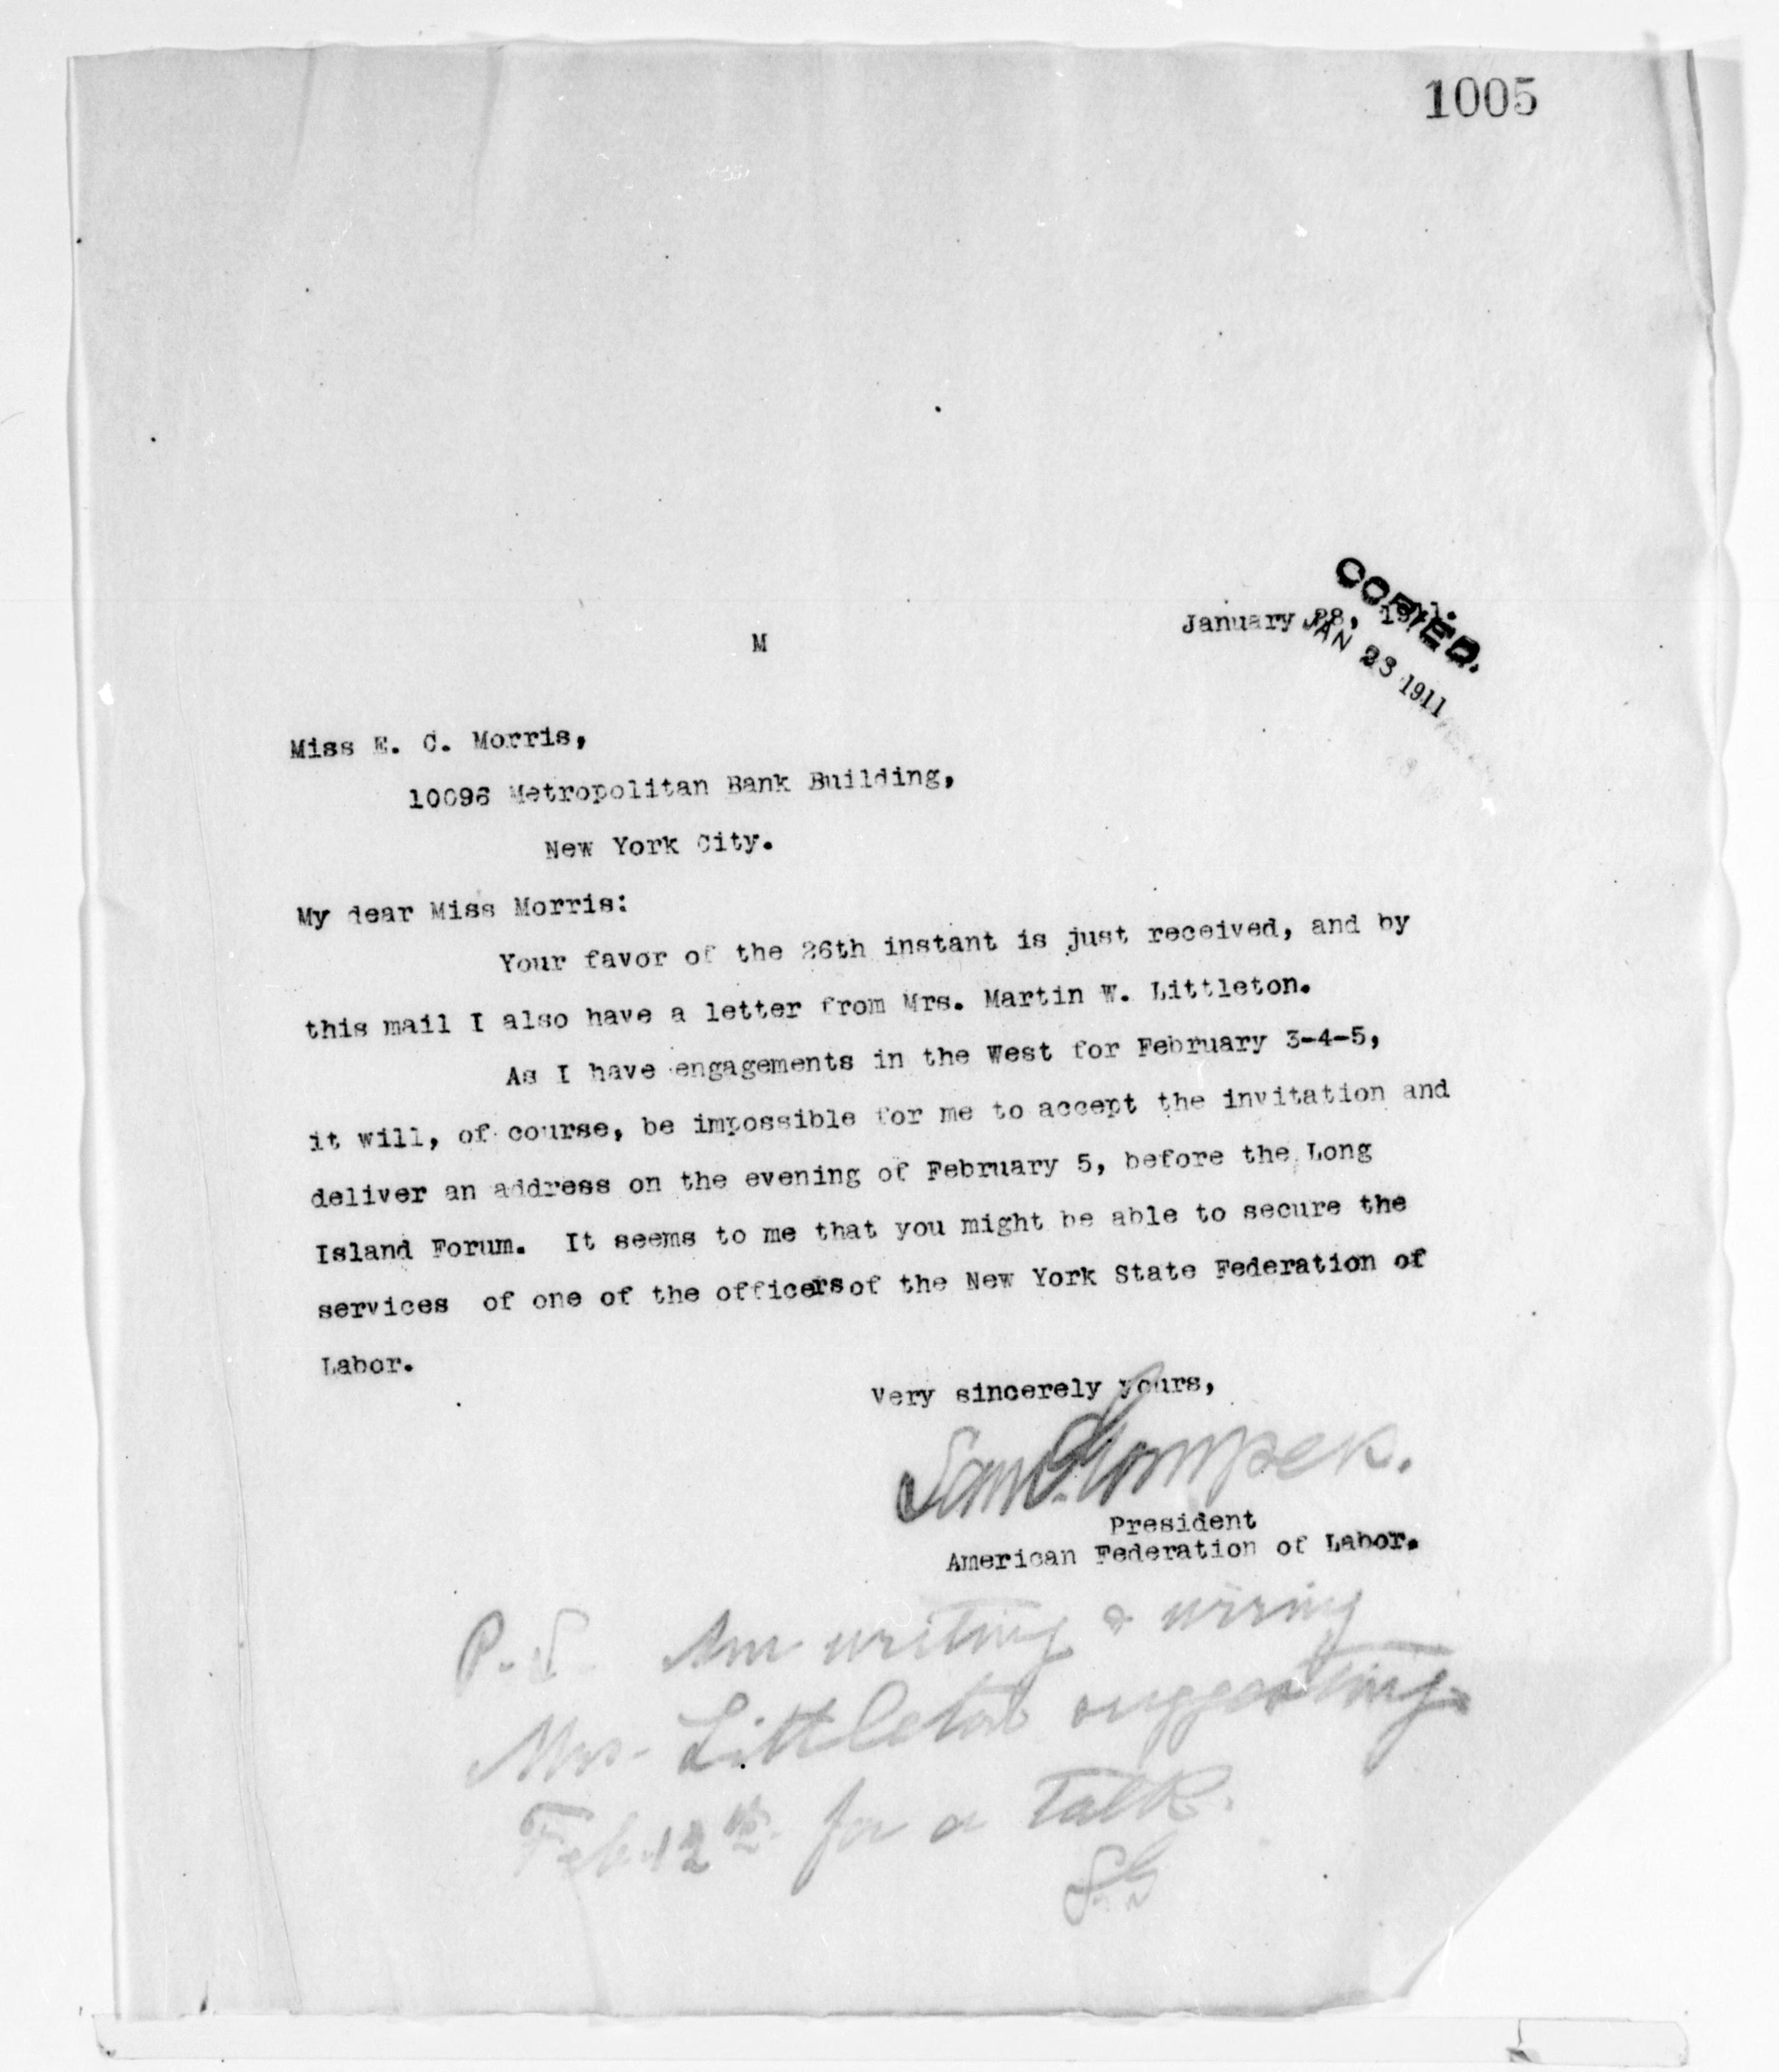 1005
COPIED.
January 28, 1911.
JAN 28 1911
M
Miss E. C. Morris,
10096 Metropolitan Bank Building,
New York City.
My dear Miss Morris:
Your favor of the 26th instant is just received, and by
this mail I also have a letter from Mrs. Martin W. Littleton.
As I have engagements in the West for February 3-4-5,
it will, of course, be impossible for me to accept the invitation and
deliver an address on the evening of February 5, before the Long
Island Forum. It seems to me that you might be able to secure the
services of one of the officers of the New York State Federation of
Labor.
Very sincerely yours,
Saml. Gompers.
President
American Federation of Labor.
P.S. Am writing & wiring
Mrs. Littleton suggesting
Feb. 12th for a talk.
S.G.